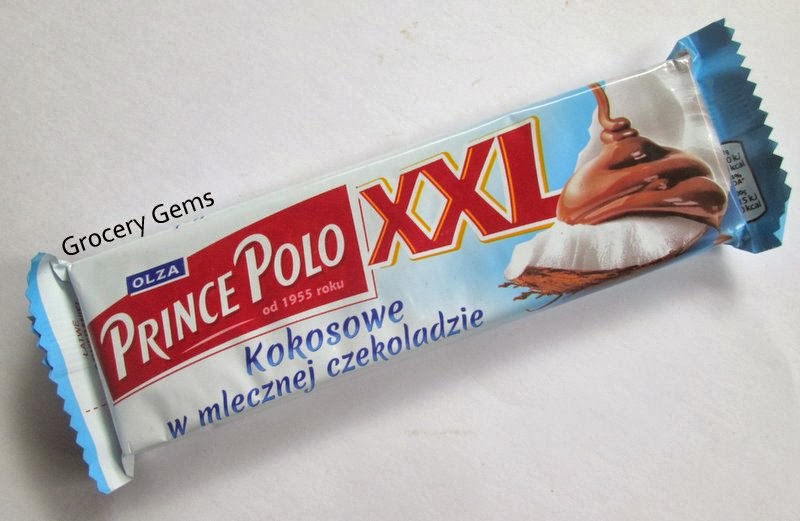 Grocery Gems
OLZA
PRINCE POLO
od 1955 roku
XXL
Kokosowe
w mlecznej czekoladzie